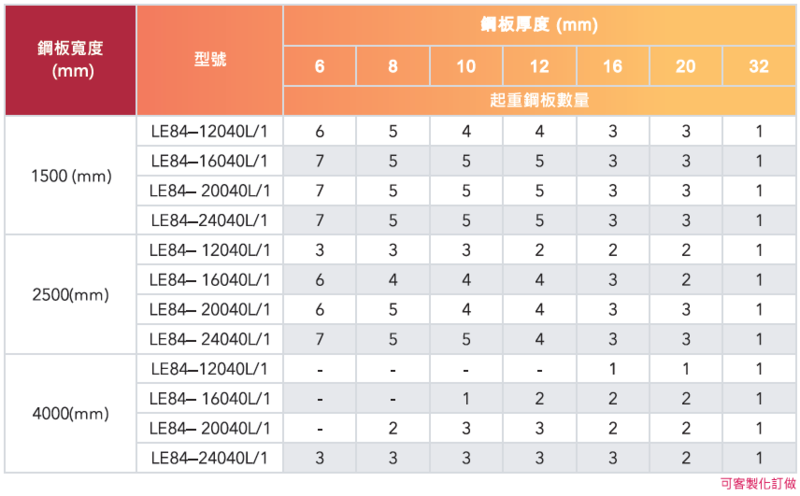 鋼板寬度 (mm) 型號 鋼板厚度 (mm)
6 8 10 12 16 20 32
起重鋼板數量
1500 (mm)
LE84–12040L/1 6 5 4 4 3 3 1
LE84–16040L/1 7 5 5 5 3 3 1
LE84– 20040L/1 7 5 5 5 3 3 1
LE84–24040L/1 7 5 5 5 3 3 1
2500(mm)
LE84– 12040L/1 3 3 3 2 2 2 1
LE84– 16040L/1 6 4 4 4 3 2 1
LE84– 20040L/1 6 5 4 4 3 3 1
LE84– 24040L/1 7 5 5 4 3 3 1
4000(mm)
LE84–12040L/1 - - - - 1 1 1
LE84– 16040L/1 - - 1 2 2 2 1
LE84– 20040L/1 - 2 3 3 2 2 1
LE84–24040L/1 3 3 3 3 3 2 1
可客製化訂做